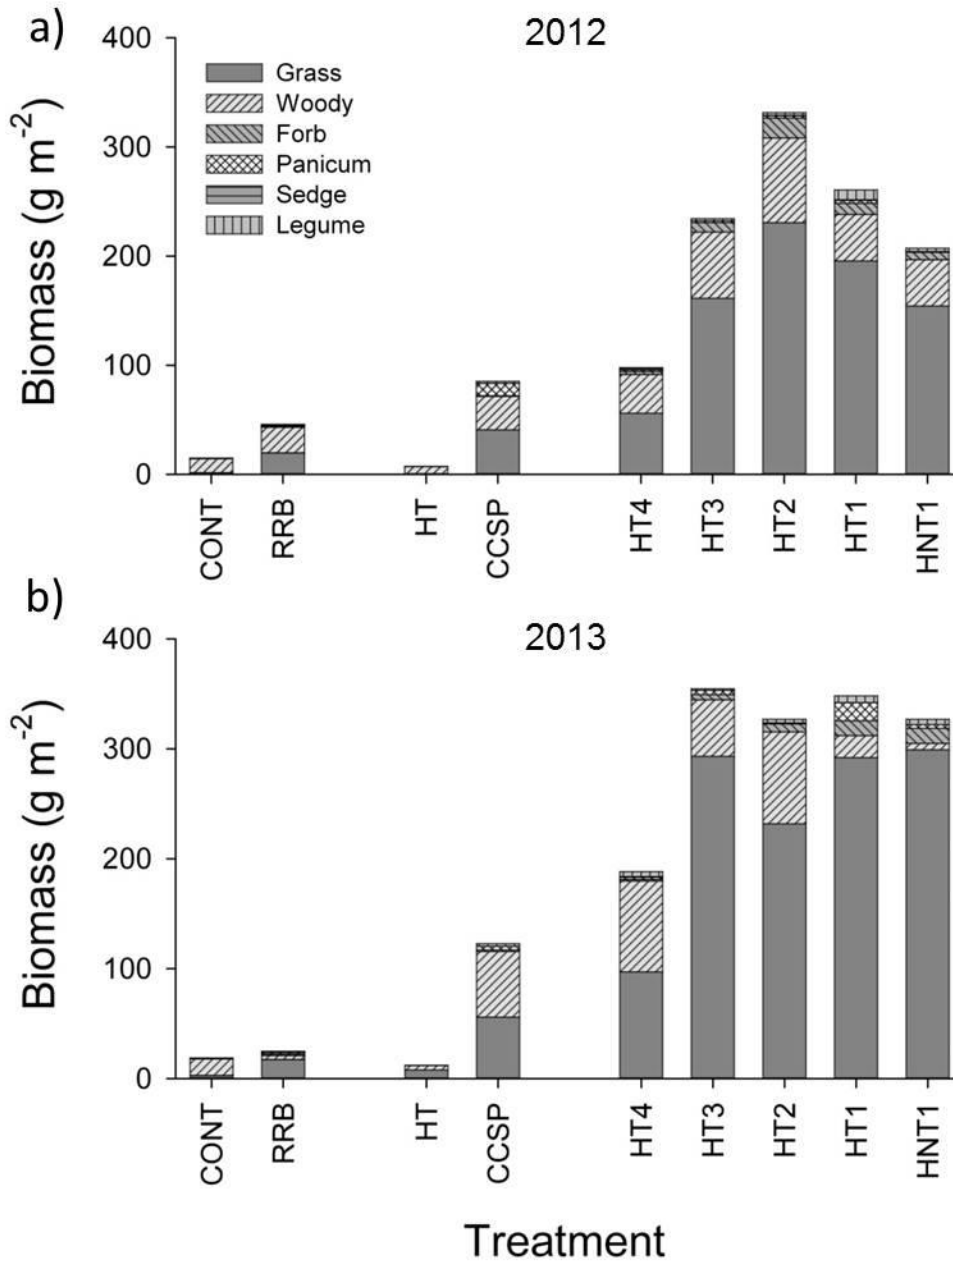 a)
2012
400
300
200
100
0
Biomass (g m-2)
Grass
Woody
Forb
Panicum
Sedge
Legume
CONT
RRB
HT
CCSP
HT4
HT3
HT2
HT1
HNT1
b)
2013
400
300
200
100
0
Biomass (g m-2)
CONT
RRB
HT
CCSP
HT4
HT3
HT2
HT1
HNT1
Treatment